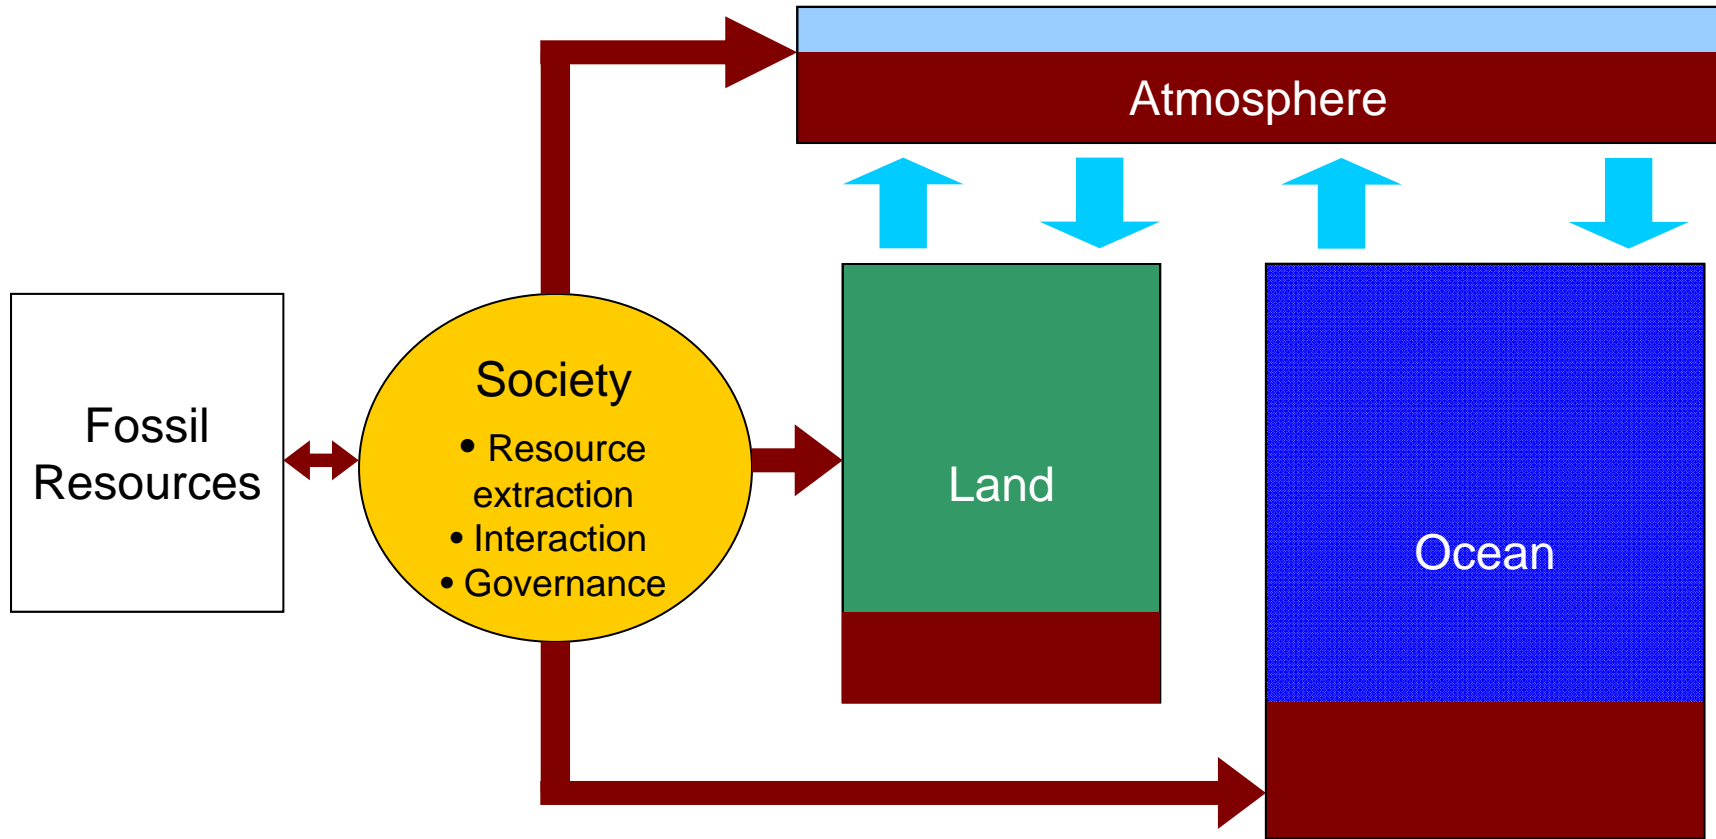 Atmosphere
Fossil
Resources
Society
• Resource
extraction
• Interaction
• Governance
Land
Ocean